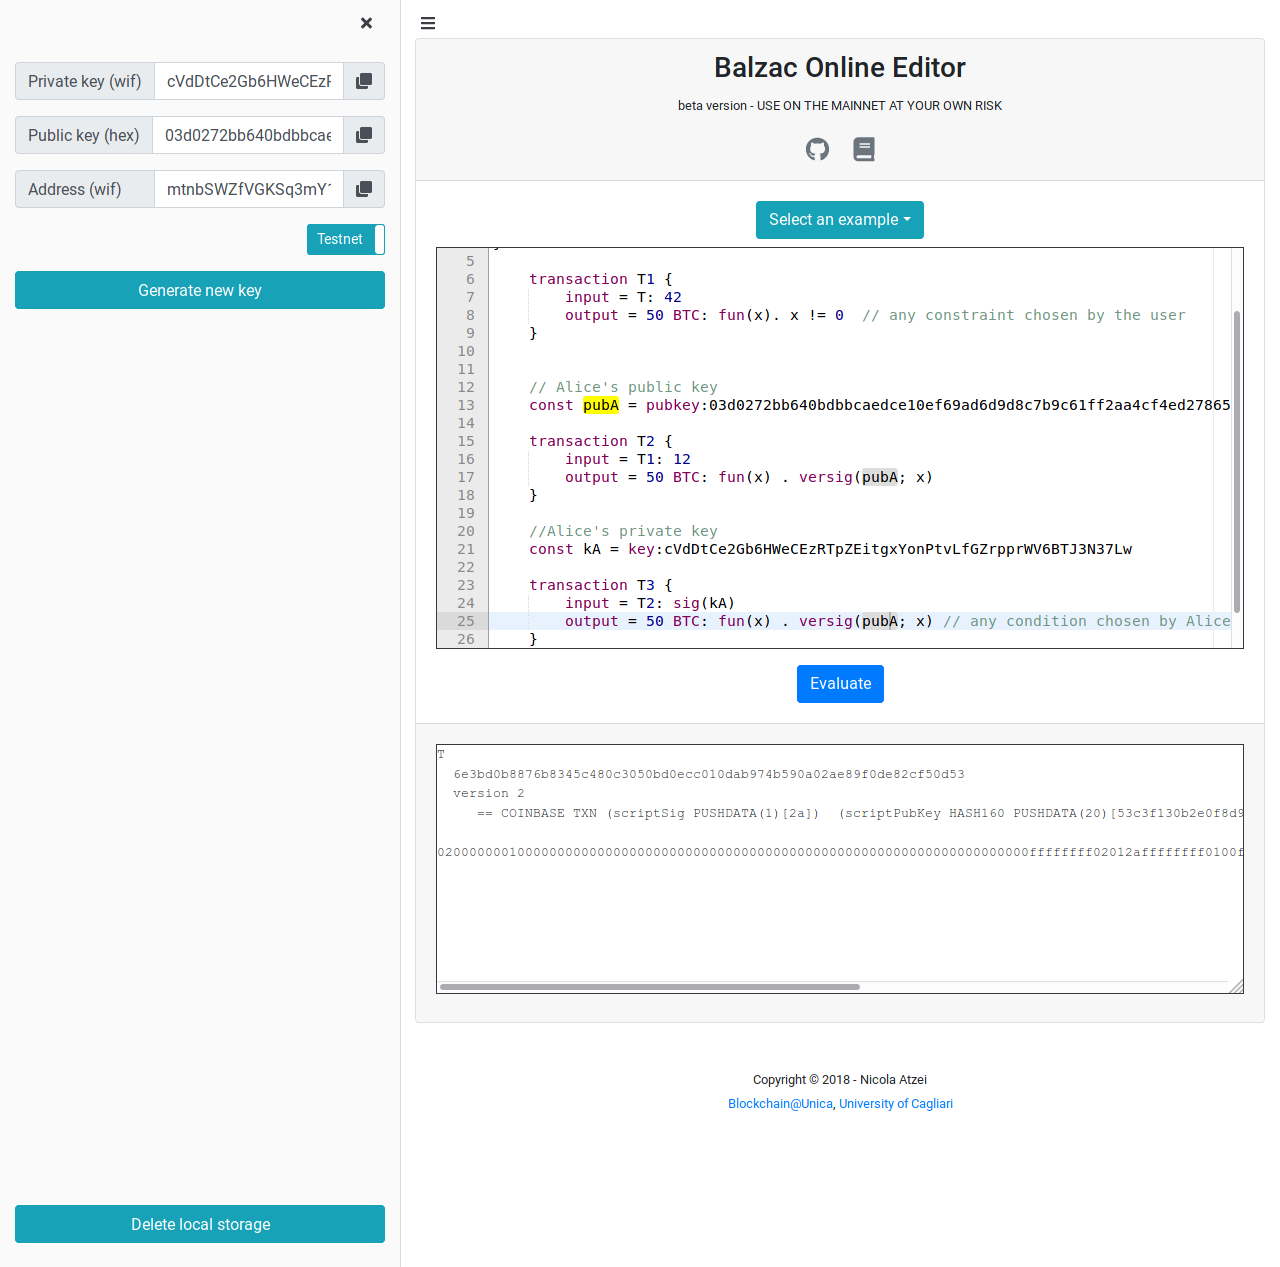 Private key (wif) cVdDtCe2Gb6HWeCEzR
Public key (hex) 03d0272bb640bdbbcae
Address (wif) mtnbSWZfVGKSq3mY1
Testnet
Generate new key
Delete local storage
Balzac Online Editor
beta version - USE ON THE MAINNET AT YOUR OWN RISK
Select an example
5
6 transaction T1 {
7 input = T: 42
8 output = 50 BTC: fun(x). x != 0 // any constraint chosen by the user
9 }
10
11
12 // Alice's public key
13 const pubA = pubkey:03d0272bb640bdbbcaedce10ef69ad6d9d8c7b9c61ff2aa4cf4ed27865
14
15 transaction T2 {
16 input = T1: 12
17 output = 50 BTC: fun(x) . versig(pubA; x)
18 }
19
20 //Alice's private key
21 const kA = key:cVdDtCe2Gb6HWeCEzRTpZEitgxYonPtvLfGZrpprWV6BTJ3N37Lw
22
23 transaction T3 {
24 input = T2: sig(kA)
25 output = 50 BTC: fun(x) . versig(pubA; x) // any condition chosen by Alice
26 }
Evaluate
T
6e3bd0b8876b8345c480c3050bd0ecc010dab974b590a02ae89f0de82cf50d53
version 2
== COINBASE TXN (scriptSig PUSHDATA(1)[2a]) (scriptPubKey HASH160 PUSHDATA(20)[53c3f130b2e0f8d9
Copyright © 2018 - Nicola Atzei
Blockchain@Unica, University of Cagliari